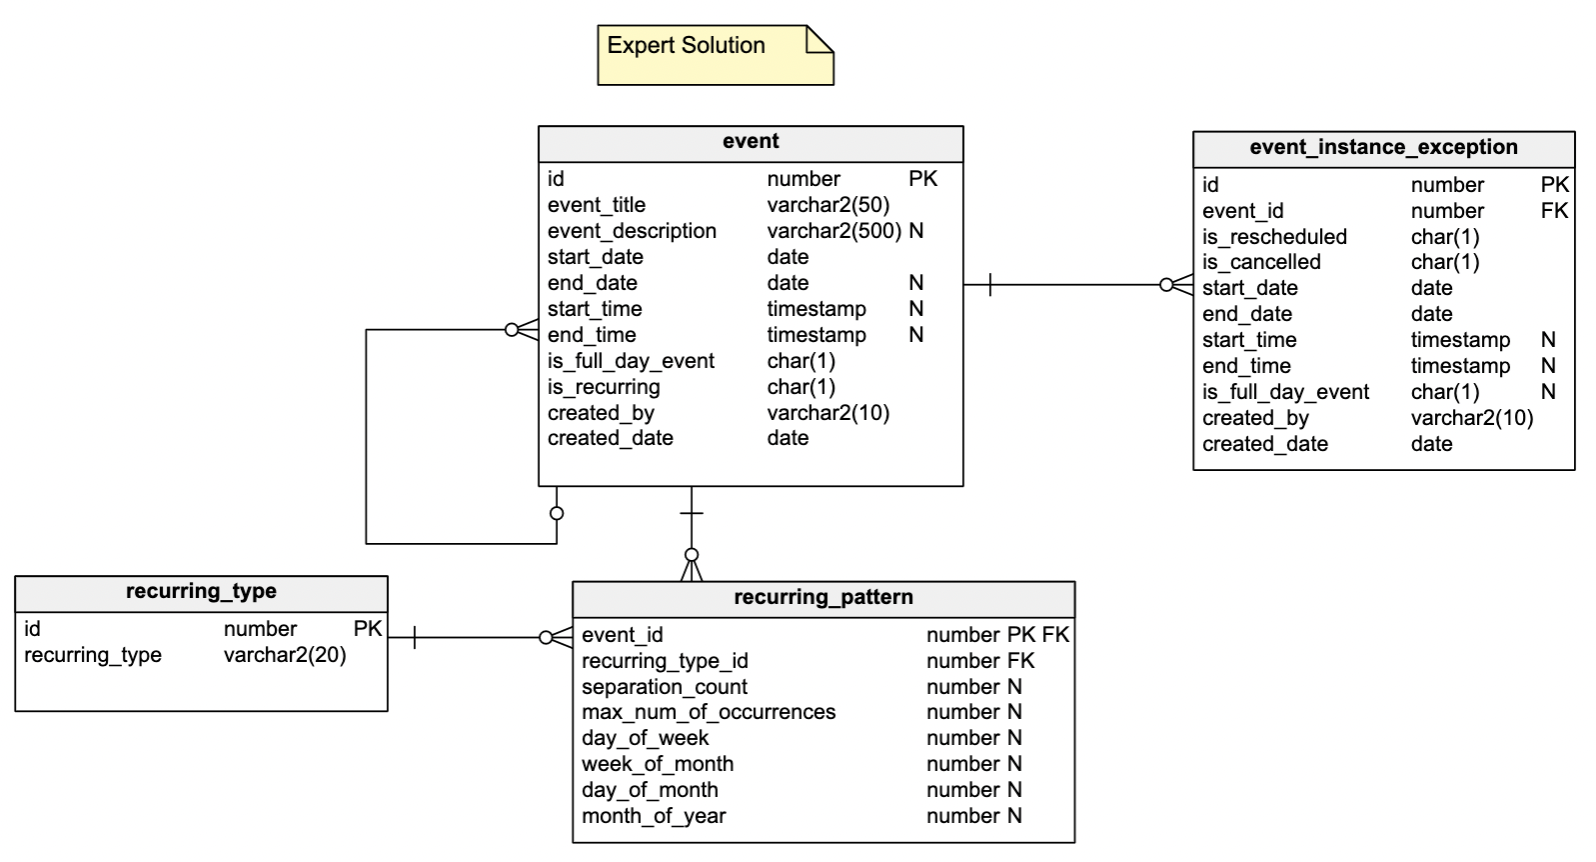 Expert Solution
event
id number PK
event_title varchar2(50)
event_description varchar2(500) N
start_date date
end_date date N
start_time timestamp N
end_time timestamp N
is_full_day_event char(1)
is_recurring char(1)
created_by varchar2(10)
created_date date
event_instance_exception
id number PK
event_id number FK
is_rescheduled char(1)
is_cancelled char(1)
start_date date
end_date date
start_time timestamp N
end_time timestamp N
is_full_day_event char(1) N
created_by varchar2(10)
created_date date
recurring_type
id number PK
recurring_type varchar2(20)
recurring_pattern
event_id number PK FK
recurring_type_id number FK
separation_count number N
max_num_of_occurrences number N
day_of_week number N
week_of_month number N
day_of_month number N
month_of_year number N